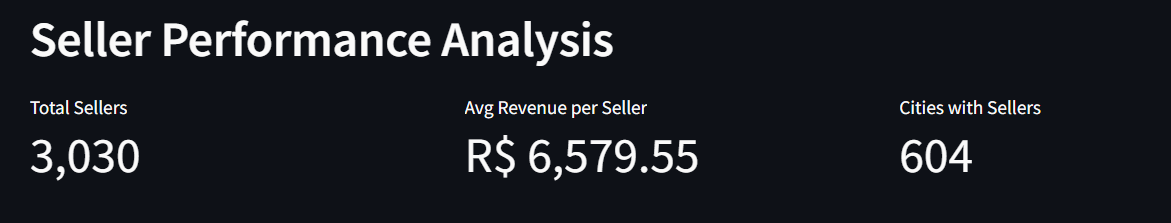 Seller Performance Analysis
Total Sellers
Avg Revenue per Seller
Cities with Sellers
3,030
R$ 6,579.55
604